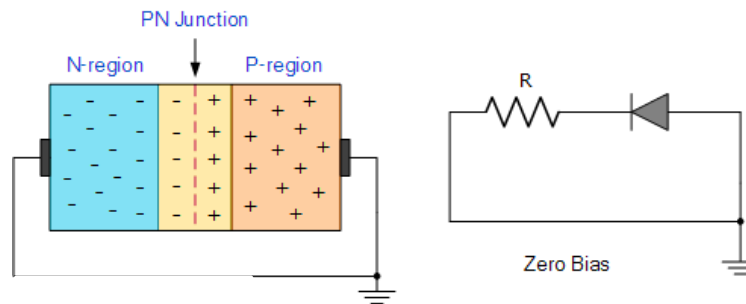 PN Junction
N-region
P-region
R
Zero Bias